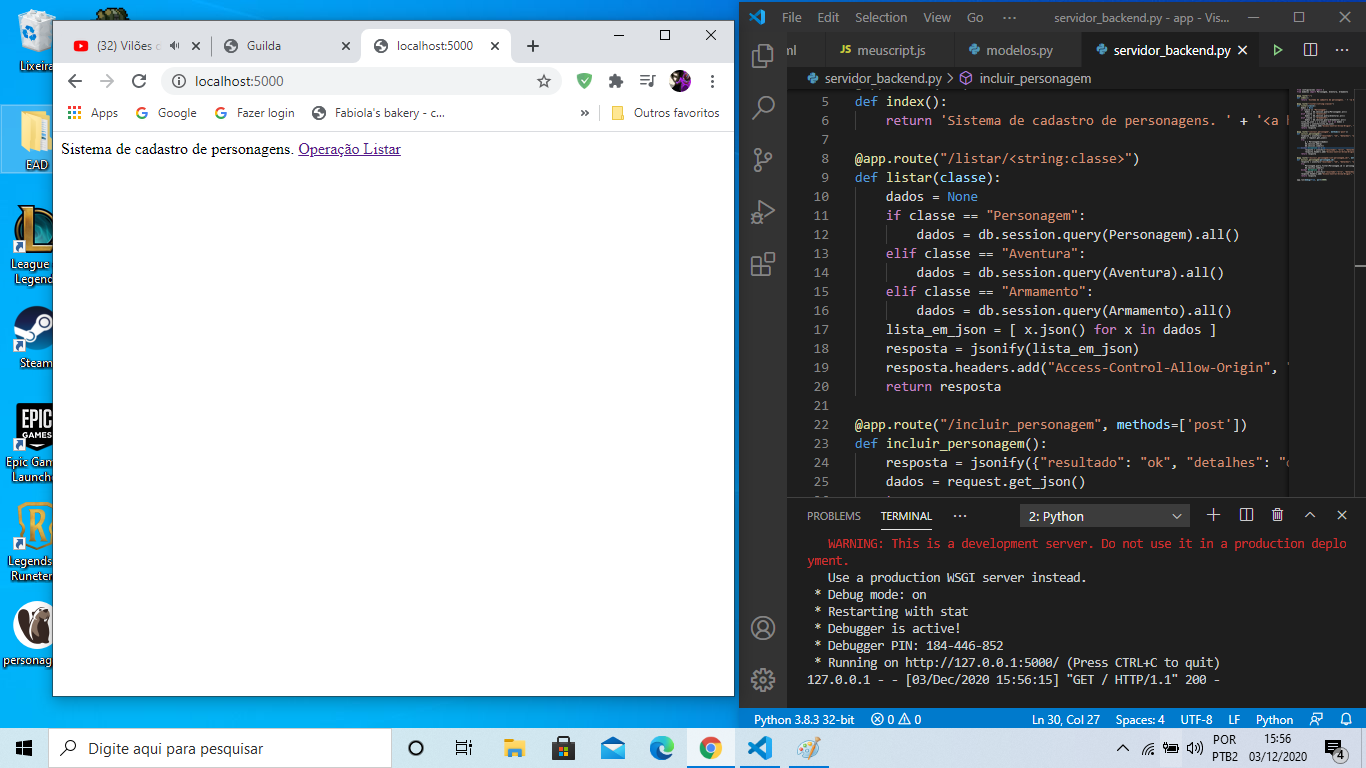 Lixeira
EAD
League
Legend
Steam
EPIC
GAMES
Epic Gam
Launche
Legends
Runeter
personag
(32) Vilões
Guilda
localhost:5000
localhost:5000
Apps
Google
Fazer login
Fabiola's bakery - c...
»
Outros favoritos
Sistema de cadastro de personagens. Operação Listar
File Edit Selection View Go ··· servidor_backend.py - app - Vis...
ml
JS meuscript.js
modelos.py
servidor_backend.py
servidor_backend.py > incluir_personagem
5 def index():
6 return 'Sistema de cadastro de personagens. ' + '<a
7
8 @app.route("/listar/<string:classe>")
9 def listar(classe):
10 dados = None
11 if classe == "Personagem":
12 dados = db.session.query(Personagem).all()
13 elif classe == "Aventura":
14 dados = db.session.query(Aventura).all()
15 elif classe == "Armamento":
16 dados = db.session.query(Armamento).all()
17 lista_em_json = [ x.json() for x in dados ]
18 resposta = jsonify(lista_em_json)
19 resposta.headers.add("Access-Control-Allow-Origin",
20 return resposta
21
22 @app.route("/incluir_personagem", methods=['post'])
23 def incluir_personagem():
24 resposta = jsonify({"resultado": "ok", "detalhes":
25 dados = request.get_json()
PROBLEMS TERMINAL ··· 2: Python
WARNING: This is a development server. Do not use it in a production deplo
yment.
Use a production WSGI server instead.
* Debug mode: on
* Restarting with stat
* Debugger is active!
* Debugger PIN: 184-446-852
* Running on http://127.0.0.1:5000/ (Press CTRL+C to quit)
127.0.0.1 - - [03/Dec/2020 15:56:15] "GET / HTTP/1.1" 200 -
Python 3.8.3 32-bit 0 0 Ln 30, Col 27 Spaces: 4 UTF-8 LF Python
Digite aqui para pesquisar
POR
PTB2
15:56
03/12/2020
4